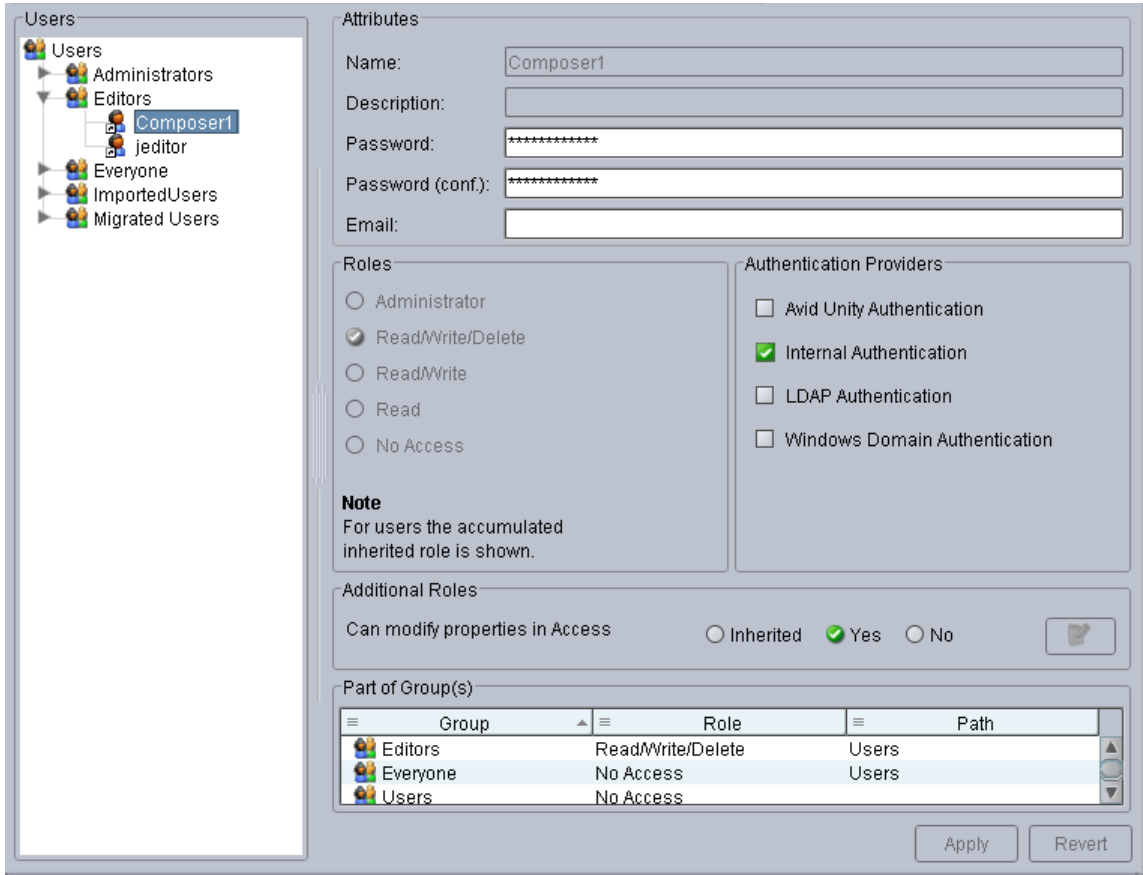 Users
Users
Administrators
Editors
Composer1
jeditor
Everyone
ImportedUsers
Migrated Users
Attributes
Name: Composer1
Description:
Password: ************
Password (conf.): ************
Email:
Roles
Administrator
Read/Write/Delete
Read/Write
Read
No Access
Note
For users the accumulated
inherited role is shown.
Authentication Providers
Avid Unity Authentication
Internal Authentication
LDAP Authentication
Windows Domain Authentication
Additional Roles
Can modify properties in Access Inherited Yes No
Part of Group(s)
Group Role Path
Editors Read/Write/Delete Users
Everyone No Access Users
Users No Access
Apply Revert